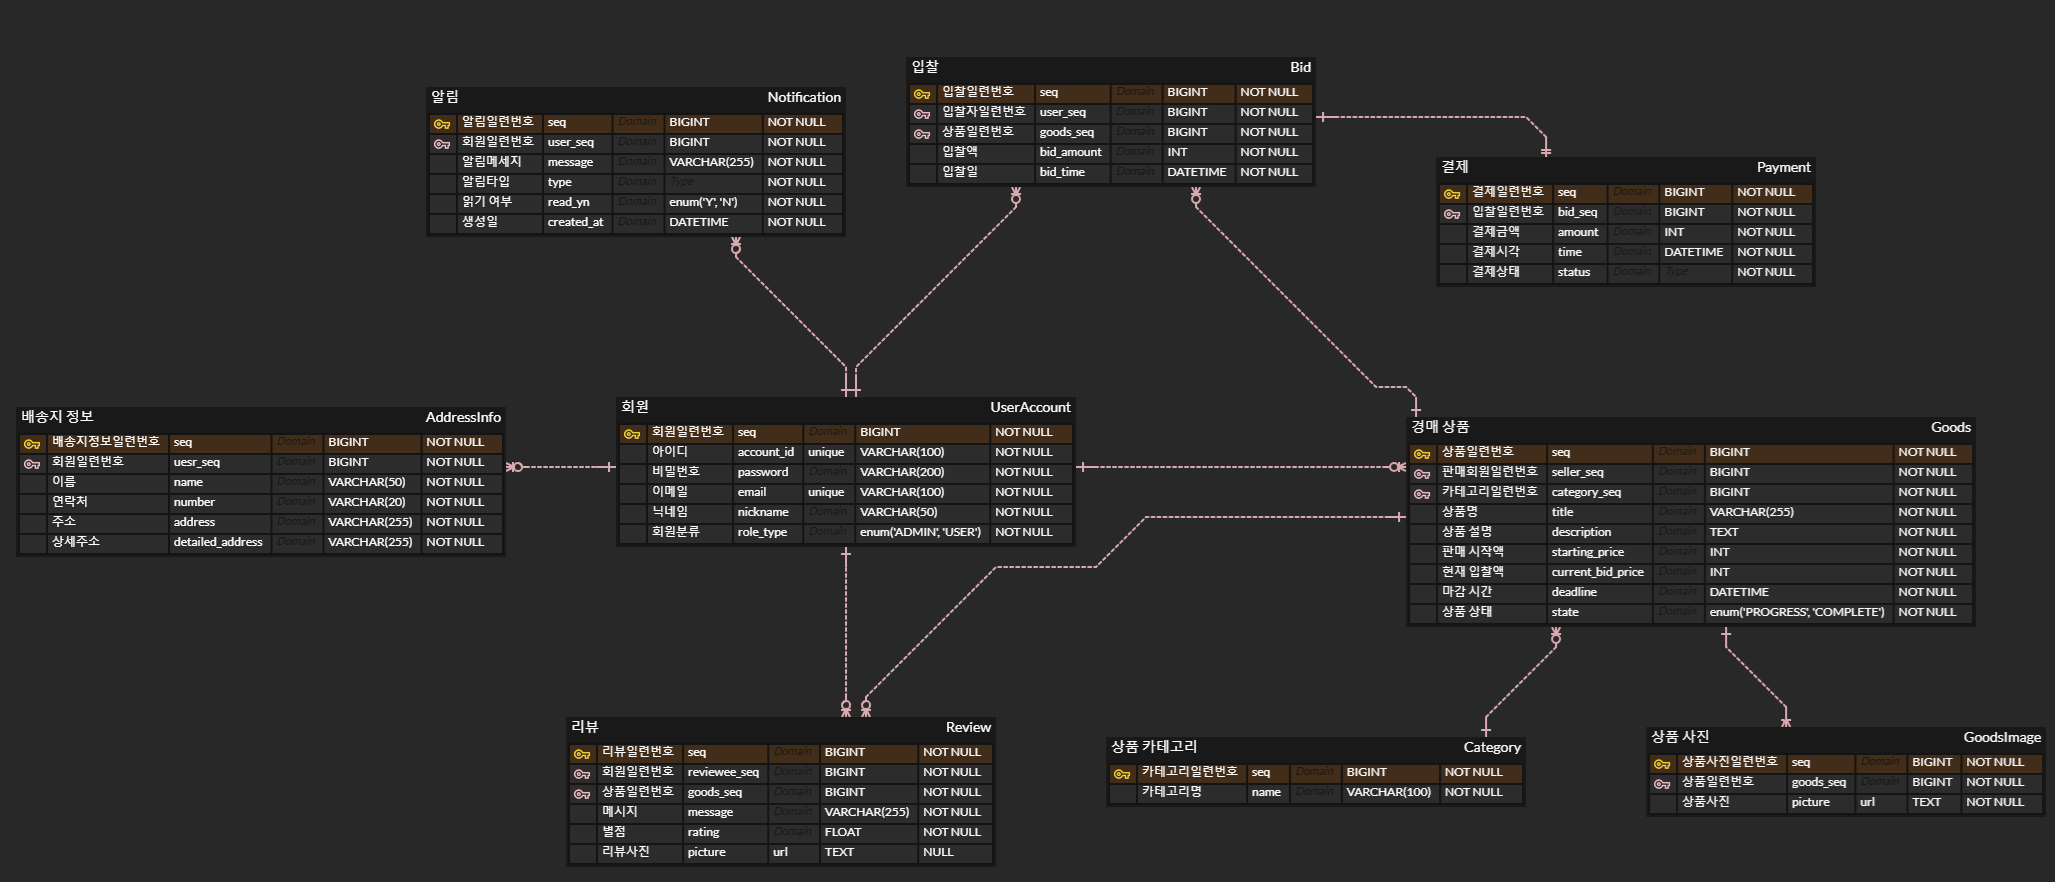 알림 Notification
알림일련번호 seq Domain BIGINT NOT NULL
회원일련번호 user_seq Domain BIGINT NOT NULL
알림메세지 message Domain VARCHAR(255) NOT NULL
알림타입 type Domain Type NOT NULL
읽기 여부 read_yn Domain enum('Y', 'N') NOT NULL
생성일 created_at Domain DATETIME NOT NULL
입찰 Bid
입찰일련번호 seq Domain BIGINT NOT NULL
입찰자일련번호 user_seq Domain BIGINT NOT NULL
상품일련번호 goods_seq Domain BIGINT NOT NULL
입찰액 bid_amount Domain INT NOT NULL
입찰일 bid_time Domain DATETIME NOT NULL
결제 Payment
결제일련번호 seq Domain BIGINT NOT NULL
입찰일련번호 bid_seq Domain BIGINT NOT NULL
결제금액 amount Domain INT NOT NULL
결제시각 time Domain DATETIME NOT NULL
결제상태 status Domain Type NOT NULL
배송지 정보 AddressInfo
배송지정보일련번호 seq Domain BIGINT NOT NULL
회원일련번호 uesr_seq Domain BIGINT NOT NULL
이름 name Domain VARCHAR(50) NOT NULL
연락처 number Domain VARCHAR(20) NOT NULL
주소 address Domain VARCHAR(255) NOT NULL
상세주소 detailed_address Domain VARCHAR(255) NOT NULL
회원 UserAccount
회원일련번호 seq Domain BIGINT NOT NULL
아이디 account_id unique VARCHAR(100) NOT NULL
비밀번호 password Domain VARCHAR(200) NOT NULL
이메일 email unique VARCHAR(100) NOT NULL
닉네임 nickname Domain VARCHAR(50) NOT NULL
회원분류 role_type Domain enum('ADMIN', 'USER') NOT NULL
경매 상품 Goods
상품일련번호 seq Domain BIGINT NOT NULL
판매회원일련번호 seller_seq Domain BIGINT NOT NULL
카테고리일련번호 category_seq Domain BIGINT NOT NULL
상품명 title Domain VARCHAR(255) NOT NULL
상품 설명 description Domain TEXT NOT NULL
판매 시작액 starting_price Domain INT NOT NULL
현재 입찰액 current_bid_price Domain INT NOT NULL
마감 시간 deadline Domain DATETIME NOT NULL
상품 상태 state Domain enum('PROGRESS', 'COMPLETE') NOT NULL
리뷰 Review
리뷰일련번호 seq Domain BIGINT NOT NULL
회원일련번호 reviewee_seq Domain BIGINT NOT NULL
상품일련번호 goods_seq Domain BIGINT NOT NULL
메시지 message Domain VARCHAR(255) NOT NULL
별점 rating Domain FLOAT NOT NULL
리뷰사진 picture url TEXT NULL
상품 카테고리 Category
카테고리일련번호 seq Domain BIGINT NOT NULL
카테고리명 name Domain VARCHAR(100) NOT NULL
상품 사진 GoodsImage
상품사진일련번호 seq Domain BIGINT NOT NULL
상품일련번호 goods_seq Domain BIGINT NOT NULL
상품사진 picture url TEXT NOT NULL